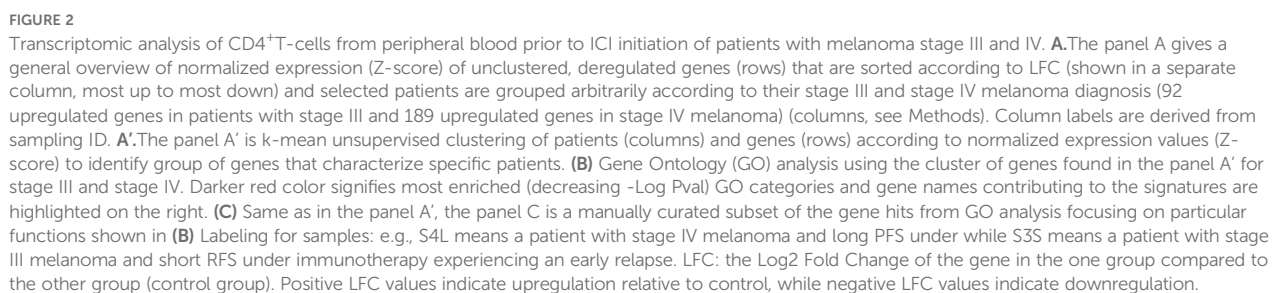 FIGURE 2
Transcriptomic analysis of CD4+T-cells from peripheral blood prior to ICI initiation of patients with melanoma stage III and IV. A.The panel A gives a
general overview of normalized expression (Z-score) of unclustered, deregulated genes (rows) that are sorted according to LFC (shown in a separate
column, most up to most down) and selected patients are grouped arbitrarily according to their stage III and stage IV melanoma diagnosis (92
upregulated genes in patients with stage III and 189 upregulated genes in stage IV melanoma) (columns, see Methods). Column labels are derived from
sampling ID. A’.The panel A’ is k-mean unsupervised clustering of patients (columns) and genes (rows) according to normalized expression values (Z-
score) to identify group of genes that characterize specific patients. (B) Gene Ontology (GO) analysis using the cluster of genes found in the panel A’ for
stage III and stage IV. Darker red color signifies most enriched (decreasing -Log Pval) GO categories and gene names contributing to the signatures are
highlighted on the right. (C) Same as in the panel A’, the panel C is a manually curated subset of the gene hits from GO analysis focusing on particular
functions shown in (B) Labeling for samples: e.g., S4L means a patient with stage IV melanoma and long PFS under while S3S means a patient with stage
III melanoma and short RFS under immunotherapy experiencing an early relapse. LFC: the Log2 Fold Change of the gene in the one group compared to
the other group (control group). Positive LFC values indicate upregulation relative to control, while negative LFC values indicate downregulation.